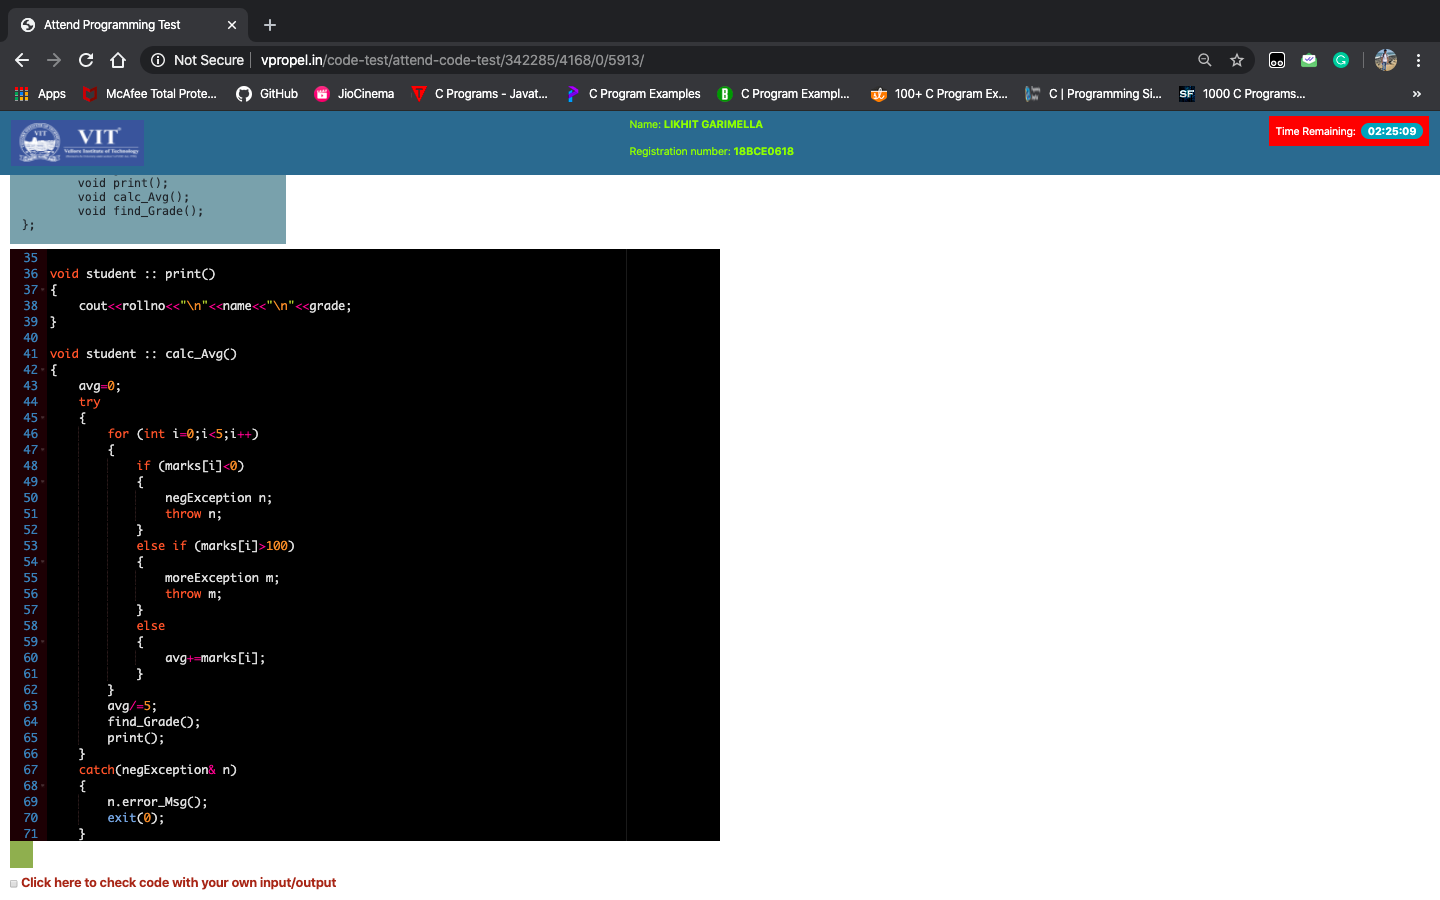 Attend Programming Test
Not Secure | vpropel.in/code-test/attend-code-test/342285/4168/0/5913/
Apps McAfee Total Prote... GitHub JioCinema C Programs - Javat... C Program Examples C Program Exampl... 100+ C Program Ex... C | Programming Si... 1000 C Programs... »
VIT
Vellore Institute of Technology
Name: LIKHIT GARIMELLA
Registration number: 18BCE0618
Time Remaining: 02:25:09
void print();
void calc_Avg();
void find_Grade();
};
35
36 void student :: print()
37 {
38 cout<<rollno<<"\n"<<name<<"\n"<<grade;
39 }
40
41 void student :: calc_Avg()
42 {
43 avg=0;
44 try
45 {
46 for (int i=0;i<5;i++)
47 {
48 if (marks[i]<0)
49 {
50 negException n;
51 throw n;
52 }
53 else if (marks[i]>100)
54 {
55 moreException m;
56 throw m;
57 }
58 else
59 {
60 avg+=marks[i];
61 }
62 }
63 avg/=5;
64 find_Grade();
65 print();
66 }
67 catch(negException& n)
68 {
69 n.error_Msg();
70 exit(0);
71 }
Click here to check code with your own input/output